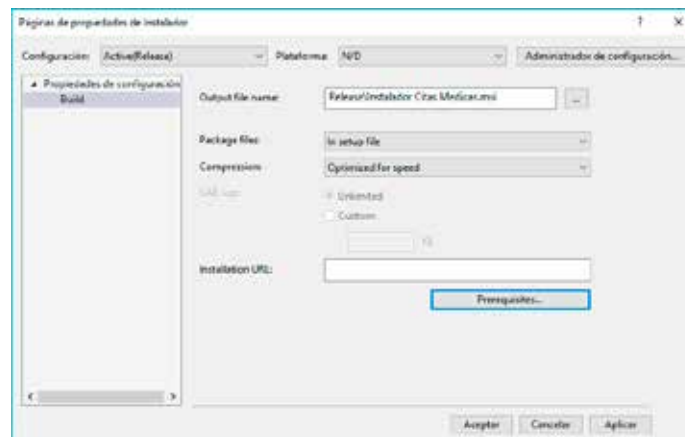 Páginas de propiedades de instalador ? X
Configuración: Active(Release) Plataforma: N/D Administrador de configuración...
Propiedades de configuración
Build
Output file name: Release\Instalador Citas Medicas.msi ...
Package files: In setup file
Compression: Optimized for speed
CAB size: Unlimited
Custom
Installation URL:
Prerequisites...
Aceptar Cancelar Aplicar